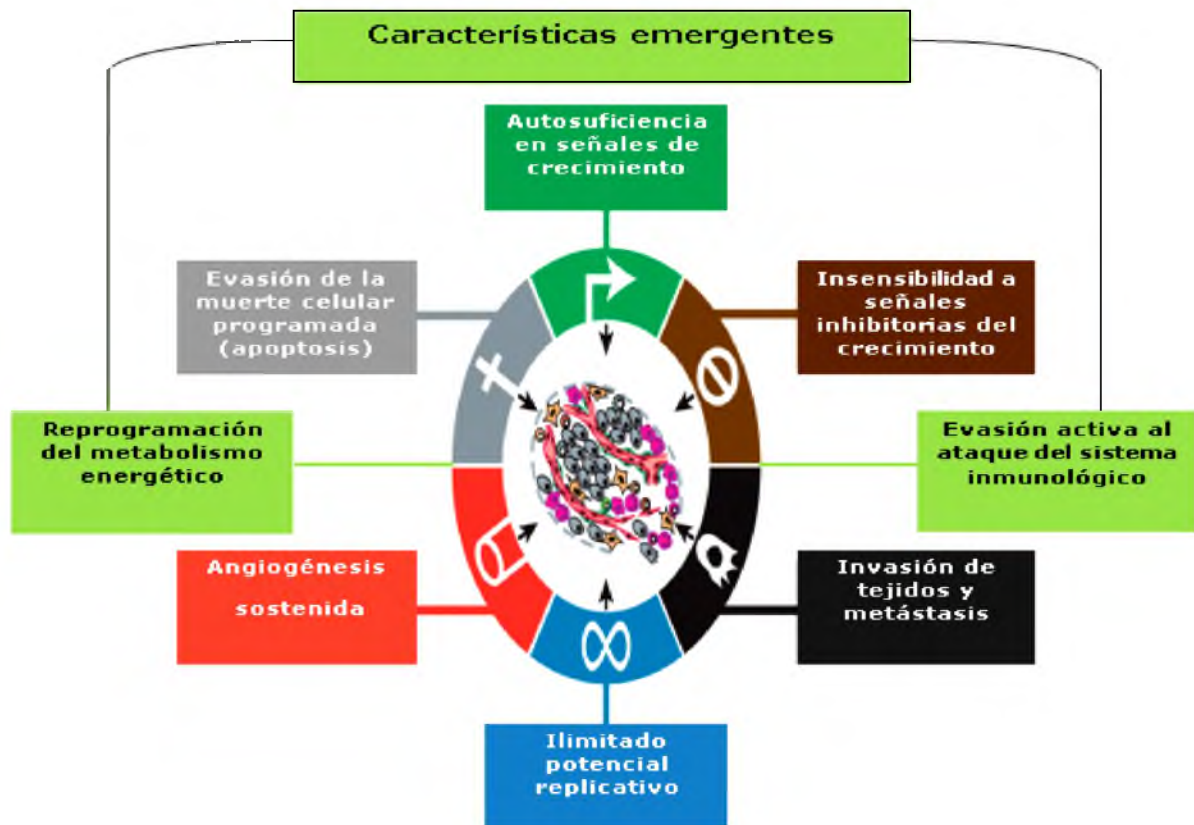 Características emergentes
Autosuficiencia
en señales de
crecimiento
Evasión de la
muerte celular
programada
(apoptosis)
Insensibilidad a
señales
inhibitorias del
crecimiento
Reprogramación
del metabolismo
energético
Evasión activa al
ataque del sistema
inmunológico
Angiogénesis
sostenida
Invasión de
tejidos y
metástasis
Ilimitado
potencial
replicativo